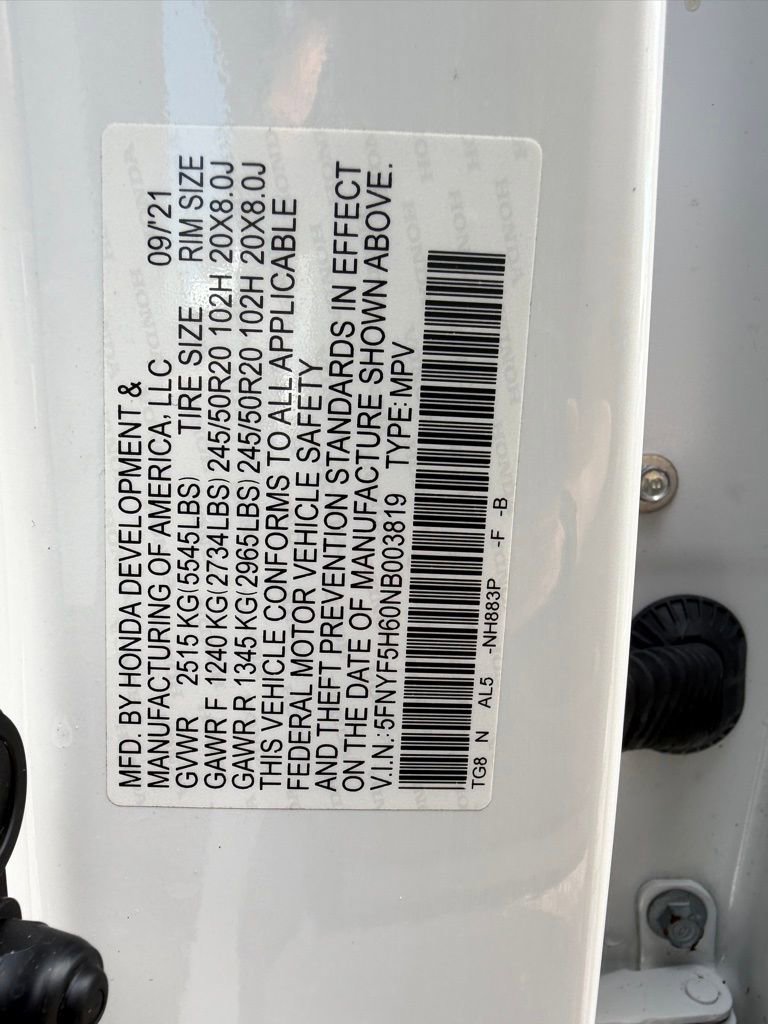 MFD. BY HONDA DEVELOPMENT &
MANUFACTURING OF AMERICA, LLC 09/'21
GVWR 2515 KG(5545LBS) TIRE SIZE RIM SIZE
GAWR F 1240 KG(2734LBS) 245/50R20 102H 20X8.0J
GAWR R 1345 KG(2965LBS) 245/50R20 102H 20X8.0J
THIS VEHICLE CONFORMS TO ALL APPLICABLE
FEDERAL MOTOR VEHICLE SAFETY
AND THEFT PREVENTION STANDARDS IN EFFECT
ON THE DATE OF MANUFACTURE SHOWN ABOVE.
V.I.N.:5FNYF5H60NB003819 TYPE:MPV
TG8 N AL5 -NH883P -F -B